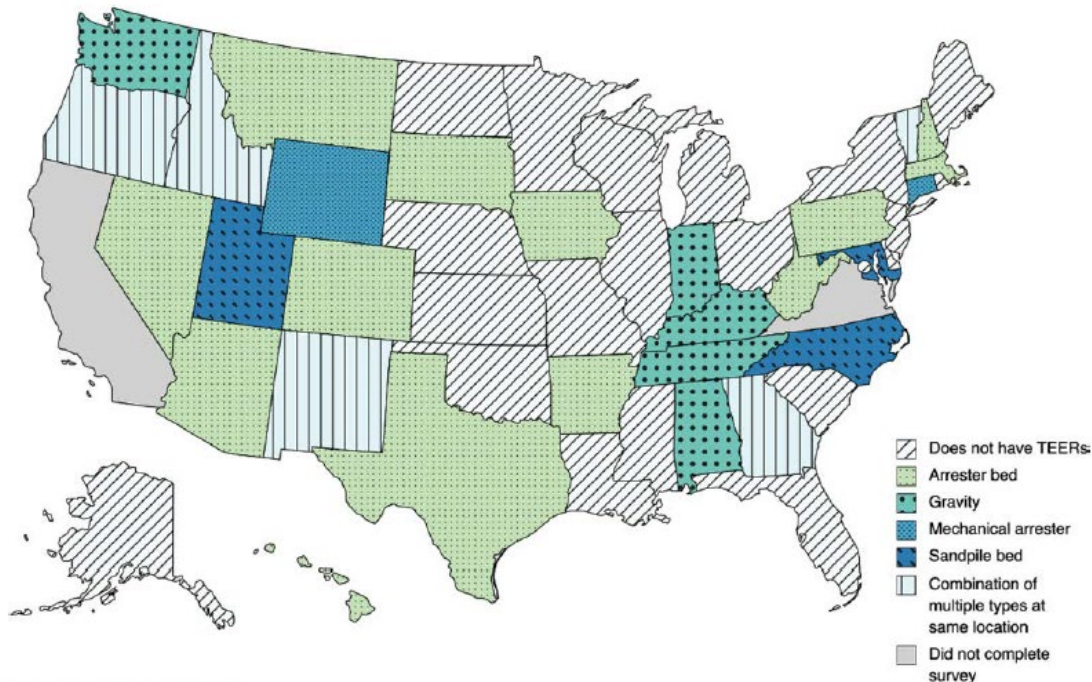 Does not have TEERs
Arrester bed
Gravity
Mechanical arrester
Sandpile bed
Combination of
multiple types at
same location
Did not complete
survey